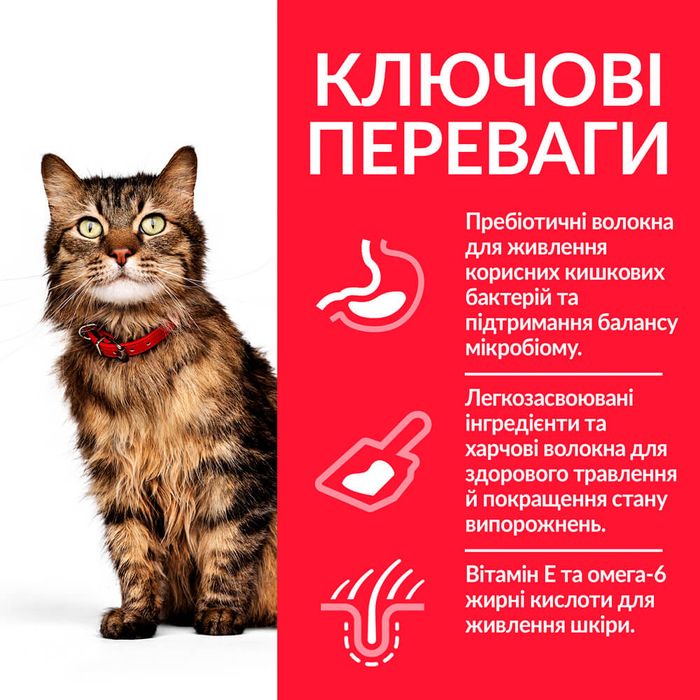 КЛЮЧОВІ
ПЕРЕВАГИ
Пребіотичні волокна
для живлення
корисних кишкових
бактерій та
підтримання балансу
мікробіому.
Легкозасвоювані
інгредієнти та
харчові волокна для
здорового травлення
й покращення стану
випорожнень.
Вітамін Е та омега-6
жирні кислоти для
живлення шкіри.